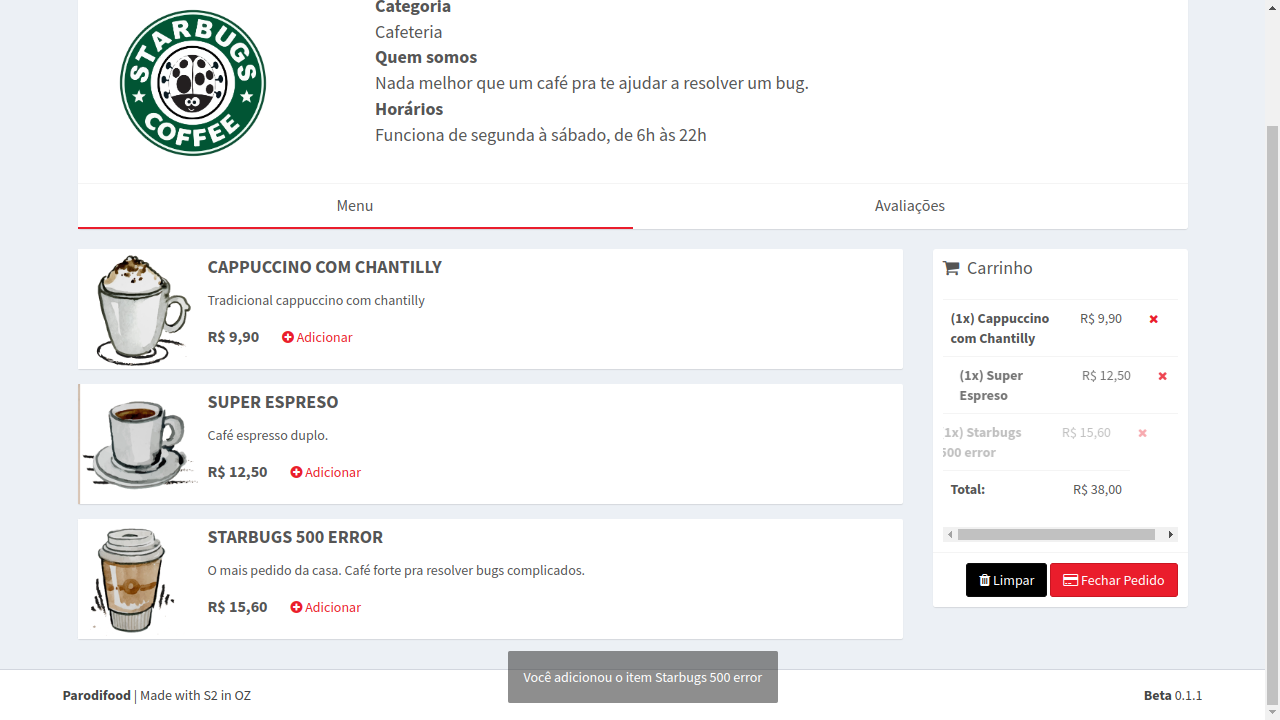 STARBUGS
COFFEE
Categoria
Cafeteria
Quem somos
Nada melhor que um café pra te ajudar a resolver um bug.
Horários
Funciona de segunda à sábado, de 6h às 22h
Menu
Avaliações
CAPPUCCINO COM CHANTILLY
Tradicional cappuccino com chantilly
R$ 9,90 Adicionar
SUPER ESPRESO
Café espresso duplo.
R$ 12,50 Adicionar
STARBUGS 500 ERROR
O mais pedido da casa. Café forte pra resolver bugs complicados.
R$ 15,60 Adicionar
Carrinho
(1x) Cappuccino R$ 9,90
com Chantilly
(1x) Super R$ 12,50
Espreso
1x) Starbugs R$ 15,60
500 error
Total: R$ 38,00
Limpar Fechar Pedido
Você adicionou o item Starbugs 500 error
Parodifood | Made with S2 in OZ
Beta 0.1.1